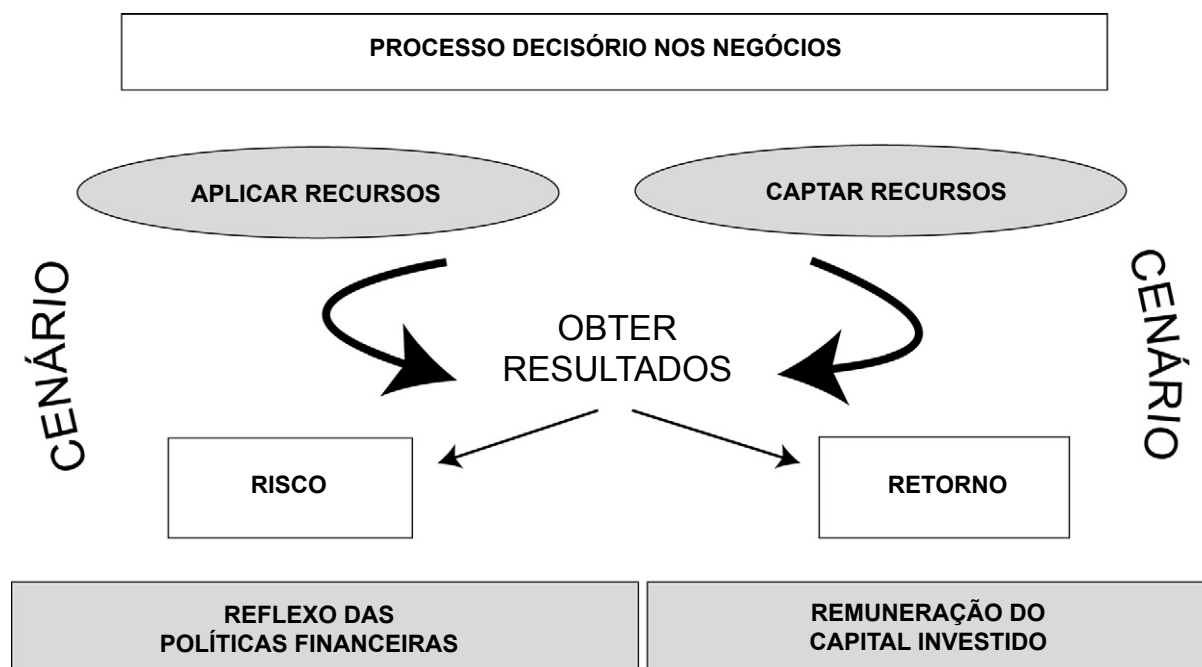 PROCESSO DECISÓRIO NOS NEGÓCIOS
APLICAR RECURSOS
CAPTAR RECURSOS
CENÁRIO
CENÁRIO
OBTER
RESULTADOS
RISCO
RETORNO
REFLEXO DAS
POLÍTICAS FINANCEIRAS
REMUNERAÇÃO DO
CAPITAL INVESTIDO